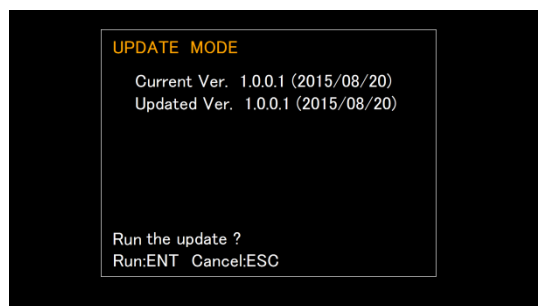 UPDATE MODE
Current Ver. 1.0.0.1 (2015/08/20)
Updated Ver. 1.0.0.1 (2015/08/20)
Run the update ?
Run:ENT Cancel:ESC